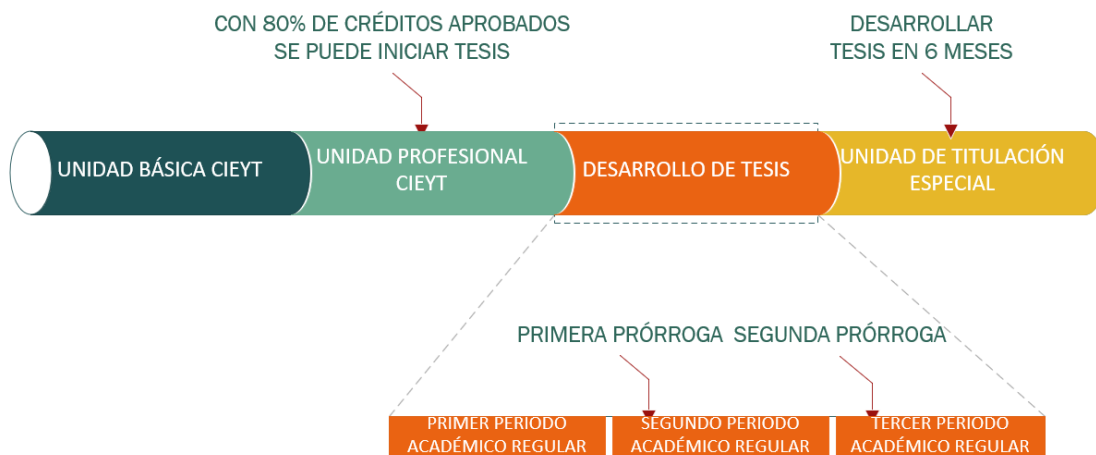 CON 80% DE CRÉDITOS APROBADOS
SE PUEDE INICIAR TESIS
DESARROLLAR
TESIS EN 6 MESES
UNIDAD BÁSICA CIEYT
UNIDAD PROFESIONAL
CIEYT
DESARROLLO DE TESIS
UNIDAD DE TITULACIÓN
ESPECIAL
PRIMERA PRÓRROGA
SEGUNDA PRÓRROGA
PRIMER PERIODO
ACADÉMICO REGULAR
SEGUNDO PERIODO
ACADÉMICO REGULAR
TERCER PERIODO
ACADÉMICO REGULAR